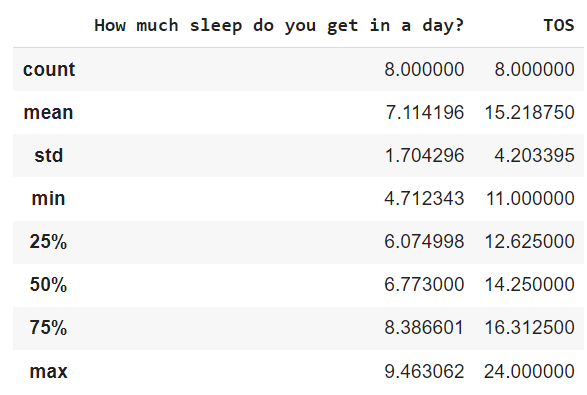 How much sleep do you get in a day? TOS
count 8.000000 8.000000
mean 7.114196 15.218750
std 1.704296 4.203395
min 4.712343 11.000000
25% 6.074998 12.625000
50% 6.773000 14.250000
75% 8.386601 16.312500
max 9.463062 24.000000